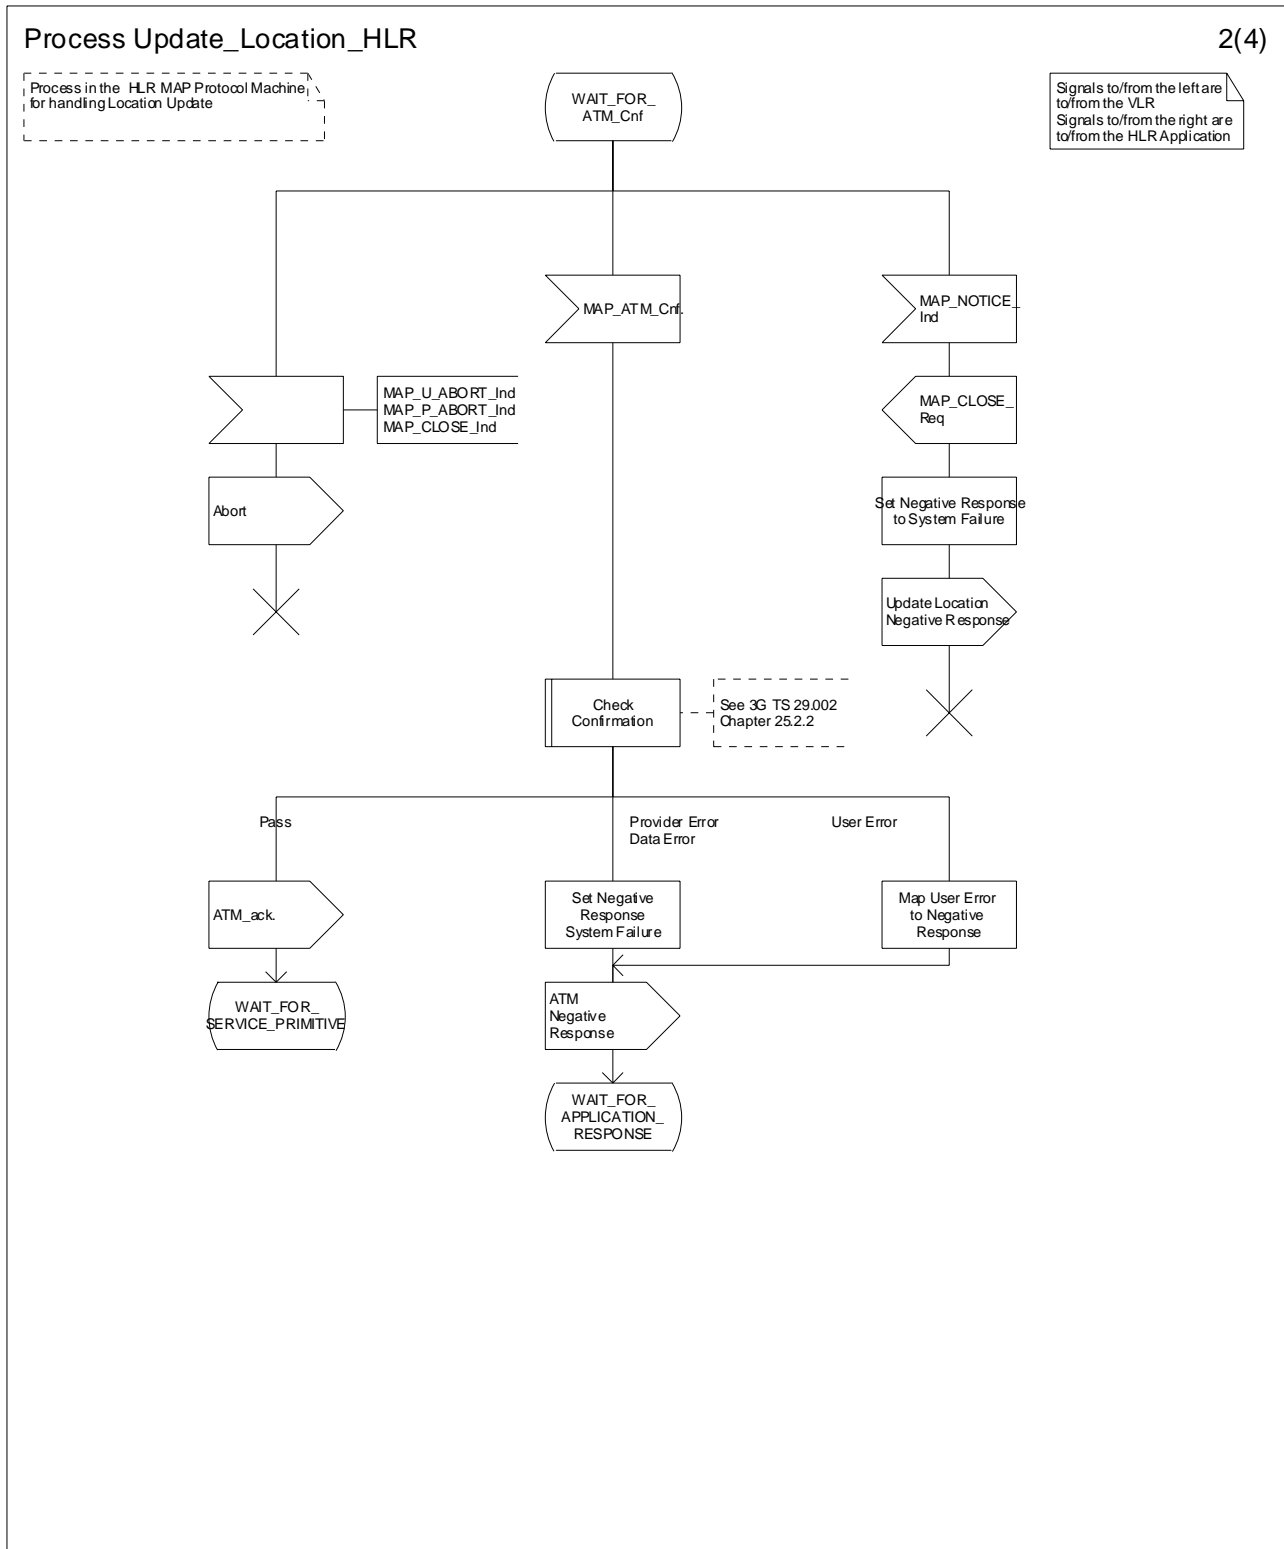 Process Update_Location_HLR
2(4)
Process in the HLR MAP Protocol Machine
for handling Location Update
WAIT_FOR_
ATM_Cnf
Signals to/from the left are
to/from the VLR
Signals to/from the right are
to/from the HLR Application
MAP_ATM_Cnf.
MAP_NOTICE_
Ind
MAP_U_ABORT_Ind
MAP_P_ABORT_Ind
MAP_CLOSE_Ind
MAP_CLOSE_
Req
Abort
Set Negative Response
to System Failure
Update Location
Negative Response
Check
Confirmation
See 3G TS 29.002
Chapter 25.2.2
Pass
Provider Error
Data Error
User Error
ATM_ack.
Set Negative
Response
System Failure
Map User Error
to Negative
Response
WAIT_FOR_
SERVICE_PRIMITIVE
ATM
Negative
Response
WAIT_FOR_
APPLICATION_
RESPONSE